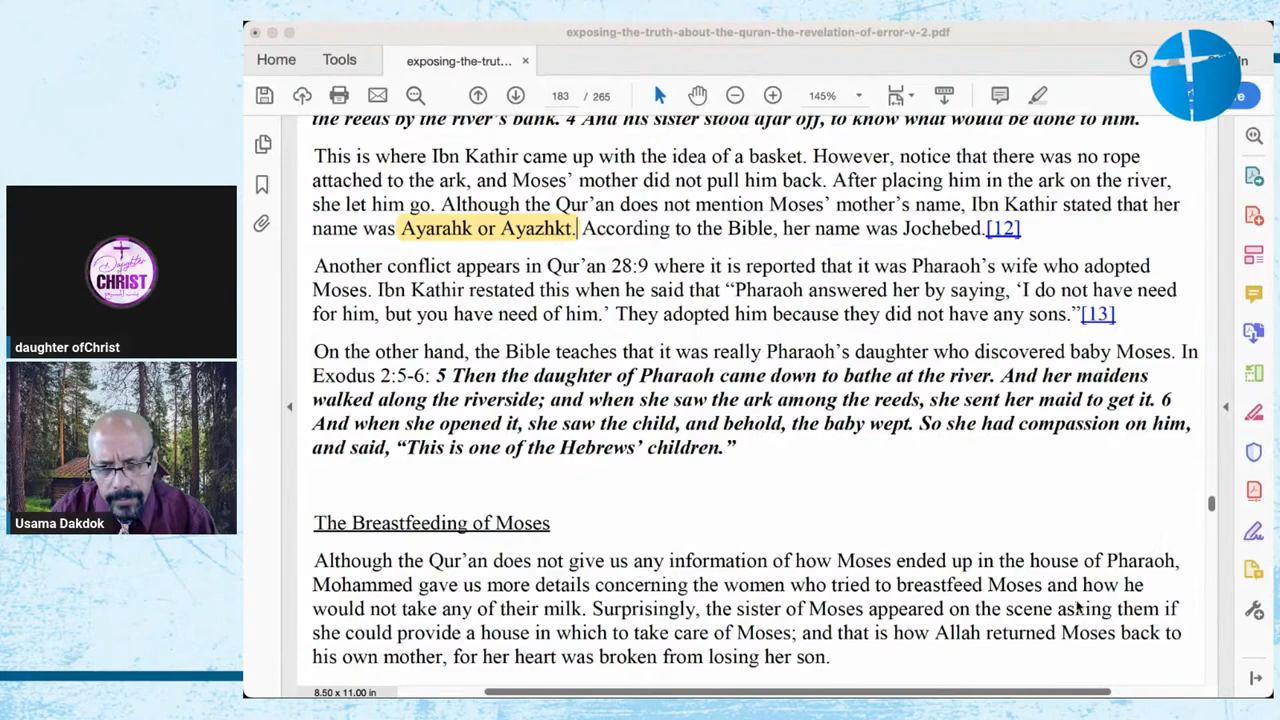 exposing-the-truth-about-the-quran-the-revelation-of-error-v-2.pdf
Home
Tools
exposing-the-trut...
183 / 265
145%
the reeds by the river's bank. 4 And his sister stood afar off, to know what would be done to him.
This is where Ibn Kathir came up with the idea of a basket. However, notice that there was no rope
attached to the ark, and Moses' mother did not pull him back. After placing him in the ark on the river,
she let him go. Although the Qur'an does not mention Moses' mother's name, Ibn Kathir stated that her
name was Ayarahk or Ayazhkt. According to the Bible, her name was Jochebed.[12]
Another conflict appears in Qur'an 28:9 where it is reported that it was Pharaoh's wife who adopted
Moses. Ibn Kathir restated this when he said that "Pharaoh answered her by saying, 'I do not have need
for him, but you have need of him.' They adopted him because they did not have any sons."[13]
On the other hand, the Bible teaches that it was really Pharaoh's daughter who discovered baby Moses. In
Exodus 2:5-6: 5 Then the daughter of Pharaoh came down to bathe at the river. And her maidens
walked along the riverside; and when she saw the ark among the reeds, she sent her maid to get it. 6
And when she opened it, she saw the child, and behold, the baby wept. So she had compassion on him,
and said, "This is one of the Hebrews' children."
The Breastfeeding of Moses
Although the Qur'an does not give us any information of how Moses ended up in the house of Pharaoh,
Mohammed gave us more details concerning the women who tried to breastfeed Moses and how he
would not take any of their milk. Surprisingly, the sister of Moses appeared on the scene asking them if
she could provide a house in which to take care of Moses; and that is how Allah returned Moses back to
his own mother, for her heart was broken from losing her son.
8.50 x 11.00 in
Daughter
of
CHRIST
daughter ofChrist
Usama Dakdok